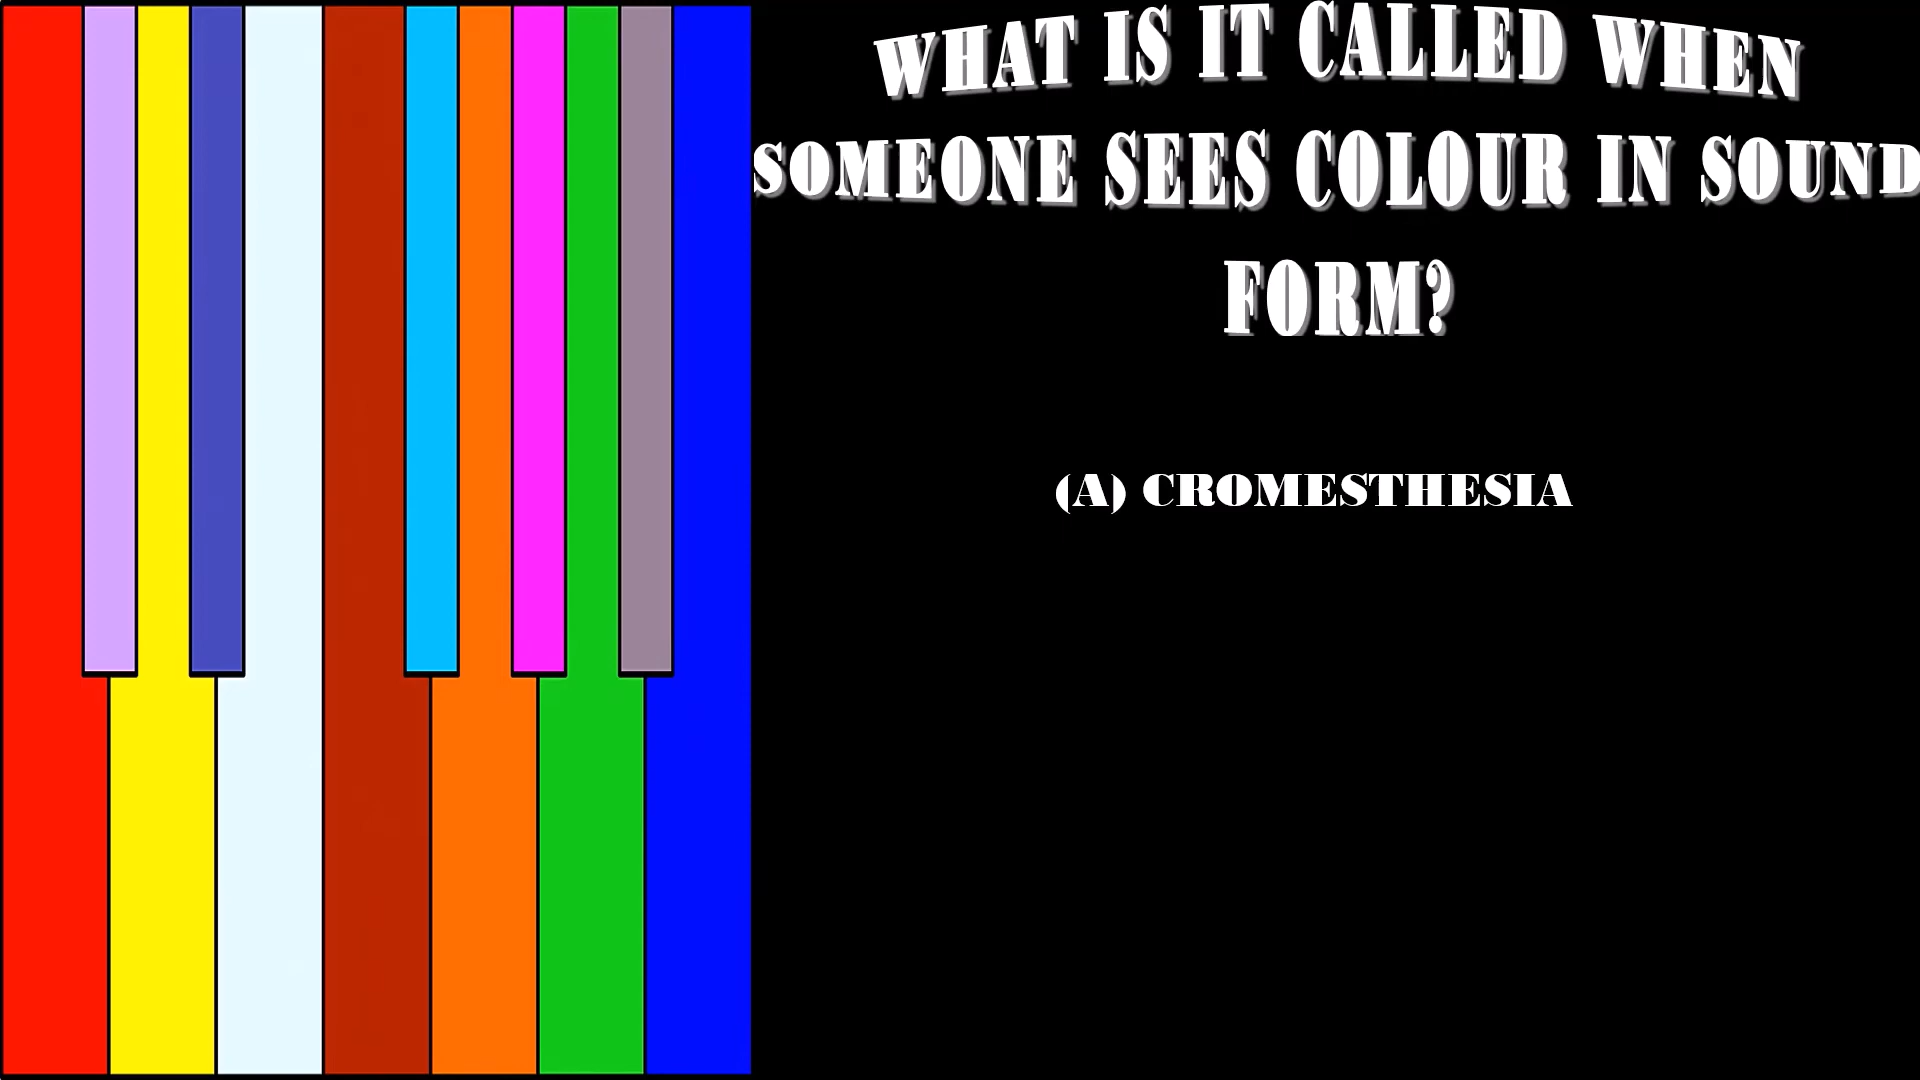 WHAT IS IT CALLED WHEN
SOMEONE SEES COLOUR IN SOUND
FORM?
(A) CROMESTHESIA